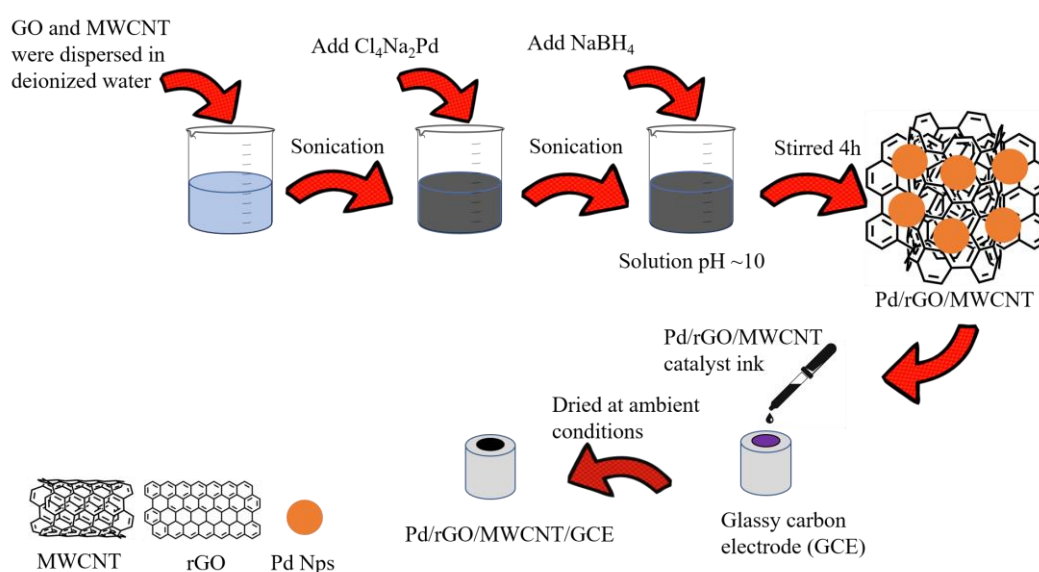 GO and MWCNT
were dispersed in
deionized water
Add Cl₄Na₂Pd
Add NaBH₄
Sonication
Sonication
Stirred 4h
Solution pH ~10
Pd/rGO/MWCNT
Pd/rGO/MWCNT
catalyst ink
Dried at ambient
conditions
Pd/rGO/MWCNT/GCE
Glassy carbon
electrode (GCE)
MWCNT
rGO
Pd Nps